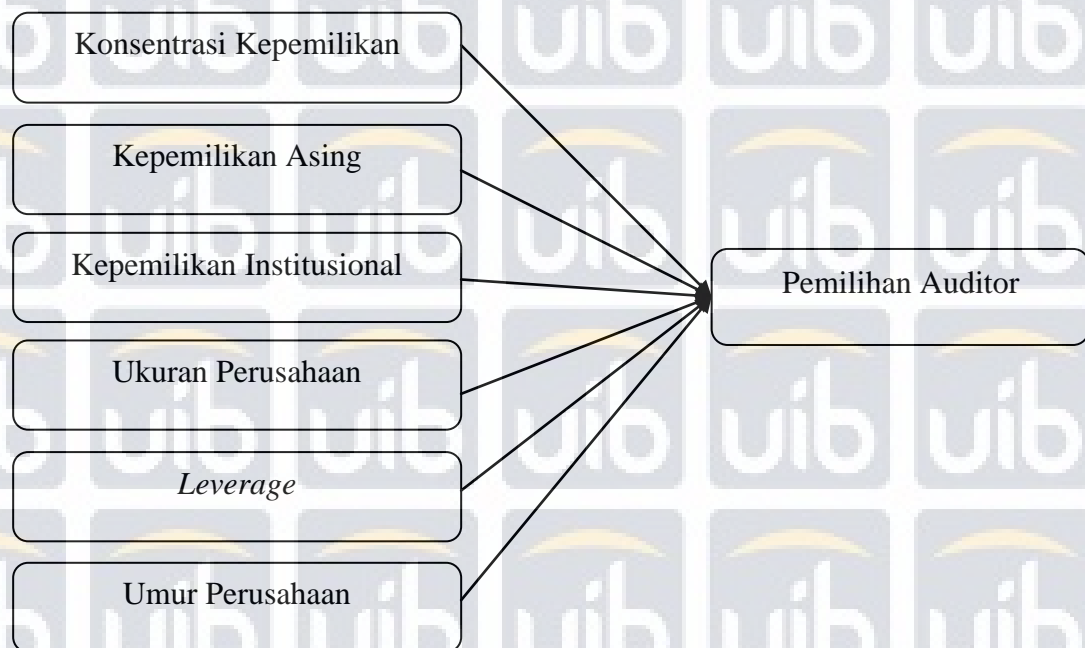 Konsentrasi Kepemilikan
Kepemilikan Asing
Kepemilikan Institusional
Ukuran Perusahaan
Leverage
Umur Perusahaan
Pemilihan Auditor